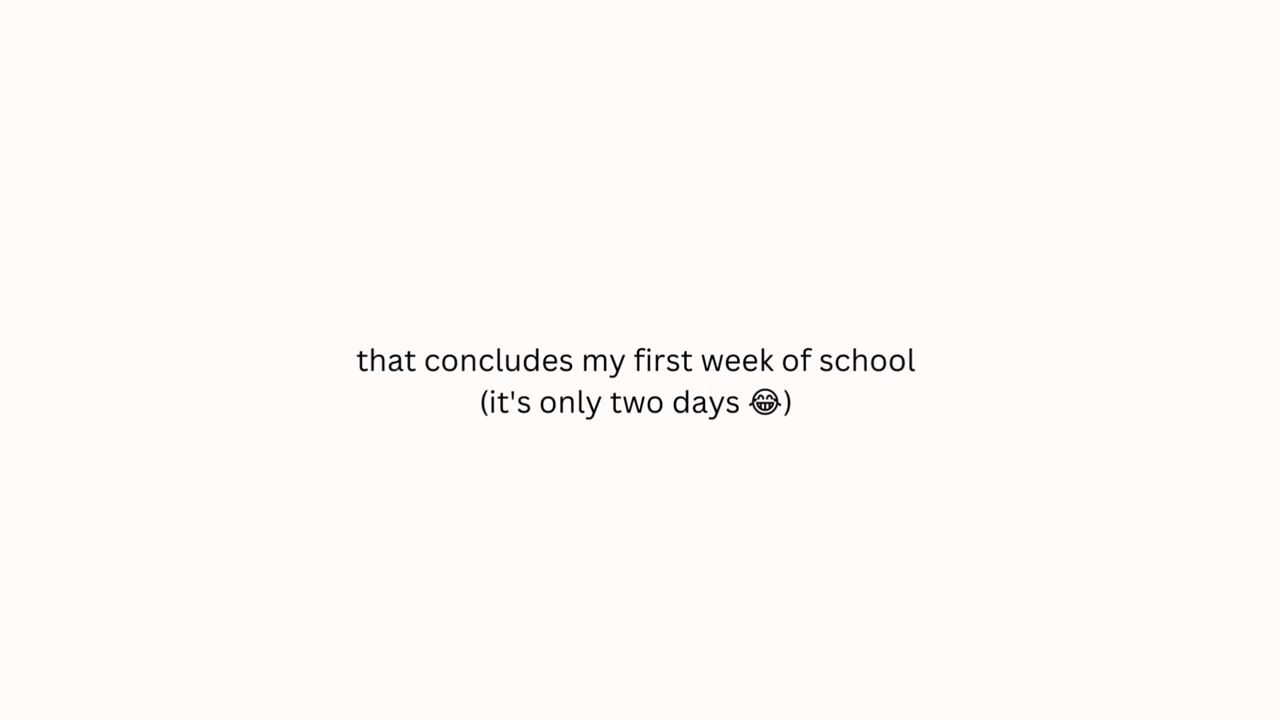 that concludes my first week of school
(it's only two days 😂)